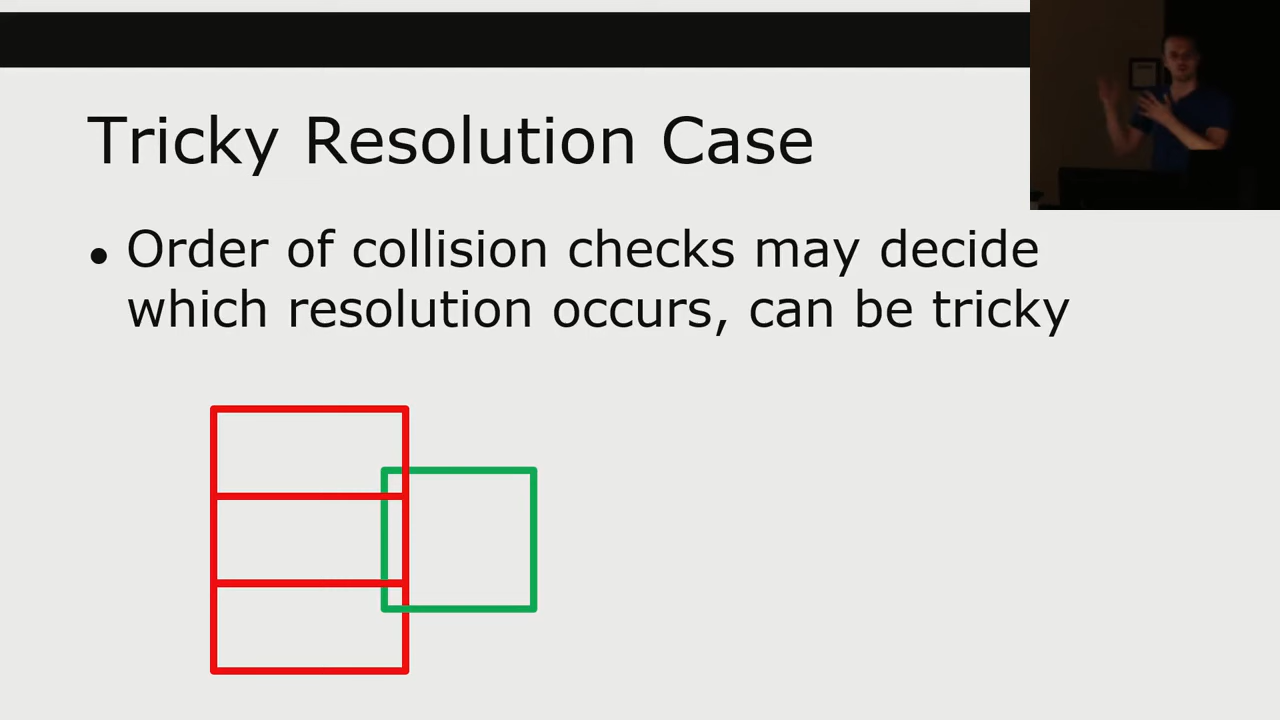 Tricky Resolution Case
• Order of collision checks may decide
which resolution occurs, can be tricky